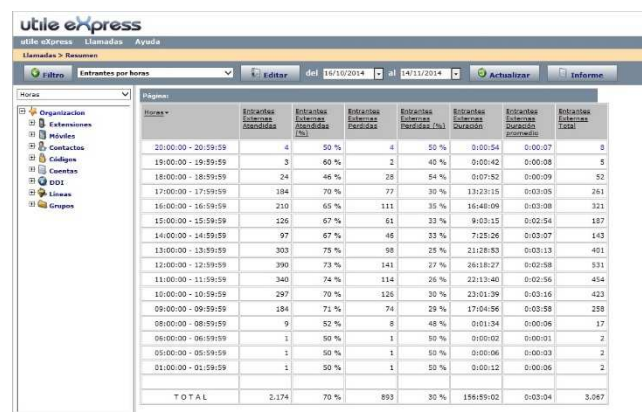 utile eXpress
utile eXpress Llamadas Ayuda
Llamadas > Resumen
Filtro Entrantes por horas Editar del 16/10/2014 al 14/11/2014 Actualizar Informe
Horas
Organizacion
Extensiones
Móviles
Contactos
Códigos
Cuentas
DDI
Líneas
Grupos
Página:
Horas Entrantes Externas Atendidas Entrantes Externas Atendidas (%) Entrantes Externas Perdidas Entrantes Externas Perdidas (%) Entrantes Externas Duración Entrantes Externas Duración promedio Entrantes Externas Total
20:00:00 - 20:59:59 4 50 % 4 50 % 0:00:54 0:00:07 8
19:00:00 - 19:59:59 3 60 % 2 40 % 0:00:42 0:00:08 5
18:00:00 - 18:59:59 24 46 % 28 54 % 0:07:52 0:00:09 52
17:00:00 - 17:59:59 184 70 % 77 30 % 13:23:15 0:03:05 261
16:00:00 - 16:59:59 210 65 % 111 35 % 16:48:09 0:03:08 321
15:00:00 - 15:59:59 126 67 % 61 33 % 9:03:15 0:02:54 187
14:00:00 - 14:59:59 97 67 % 46 33 % 7:25:26 0:03:07 143
13:00:00 - 13:59:59 303 75 % 98 25 % 21:28:53 0:03:13 401
12:00:00 - 12:59:59 390 73 % 141 27 % 26:18:27 0:02:58 531
11:00:00 - 11:59:59 340 74 % 114 26 % 22:13:40 0:02:56 454
10:00:00 - 10:59:59 297 70 % 126 30 % 23:01:39 0:03:16 423
09:00:00 - 09:59:59 184 71 % 74 29 % 17:04:56 0:03:58 258
08:00:00 - 08:59:59 9 52 % 8 48 % 0:01:34 0:00:06 17
06:00:00 - 06:59:59 1 50 % 1 50 % 0:00:02 0:00:01 2
05:00:00 - 05:59:59 1 50 % 1 50 % 0:00:06 0:00:03 2
01:00:00 - 01:59:59 1 50 % 1 50 % 0:00:12 0:00:06 2
TOTAL 2.174 70 % 893 30 % 156:59:02 0:03:04 3.067